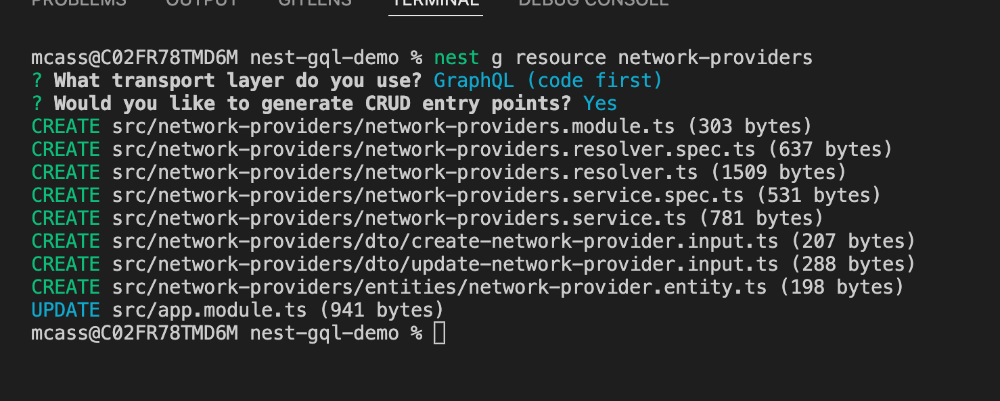 PROBLEMS OUTPUT GITLENS TERMINAL DEBUG CONSOLE
mcass@C02FR78TMD6M nest-gql-demo % nest g resource network-providers
? What transport layer do you use? GraphQL (code first)
? Would you like to generate CRUD entry points? Yes
CREATE src/network-providers/network-providers.module.ts (303 bytes)
CREATE src/network-providers/network-providers.resolver.spec.ts (637 bytes)
CREATE src/network-providers/network-providers.resolver.ts (1509 bytes)
CREATE src/network-providers/network-providers.service.spec.ts (531 bytes)
CREATE src/network-providers/network-providers.service.ts (781 bytes)
CREATE src/network-providers/dto/create-network-provider.input.ts (207 bytes)
CREATE src/network-providers/dto/update-network-provider.input.ts (288 bytes)
CREATE src/network-providers/entities/network-provider.entity.ts (198 bytes)
UPDATE src/app.module.ts (941 bytes)
mcass@C02FR78TMD6M nest-gql-demo %